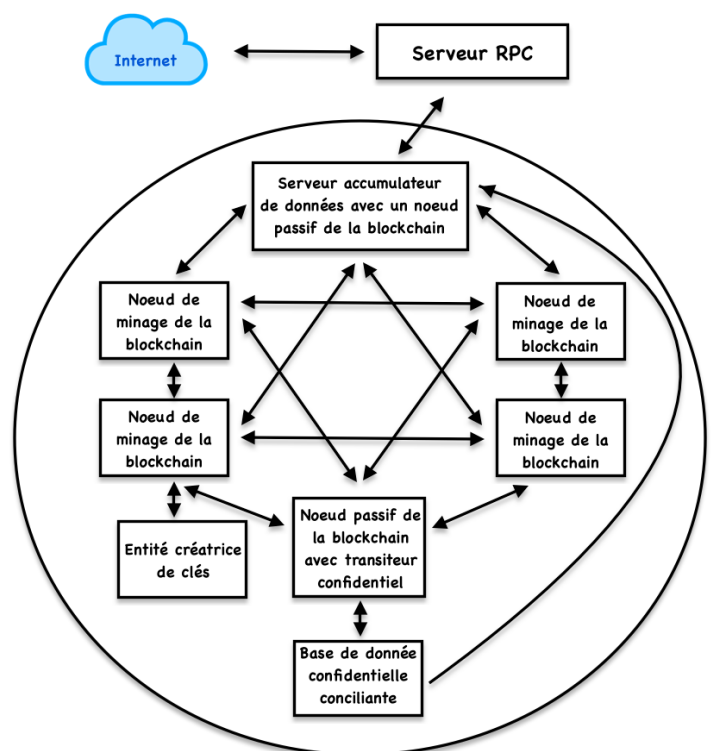 Internet
Serveur RPC
Serveur accumulateur
de données avec un noeud
passif de la blockchain
Noeud de
minage de la
blockchain
Noeud de
minage de la
blockchain
Noeud de
minage de la
blockchain
Noeud de
minage de la
blockchain
Entité créatrice
de clés
Noeud passif de
la blockchain
avec transiteur
confidentiel
Base de donnée
confidentielle
conciliante